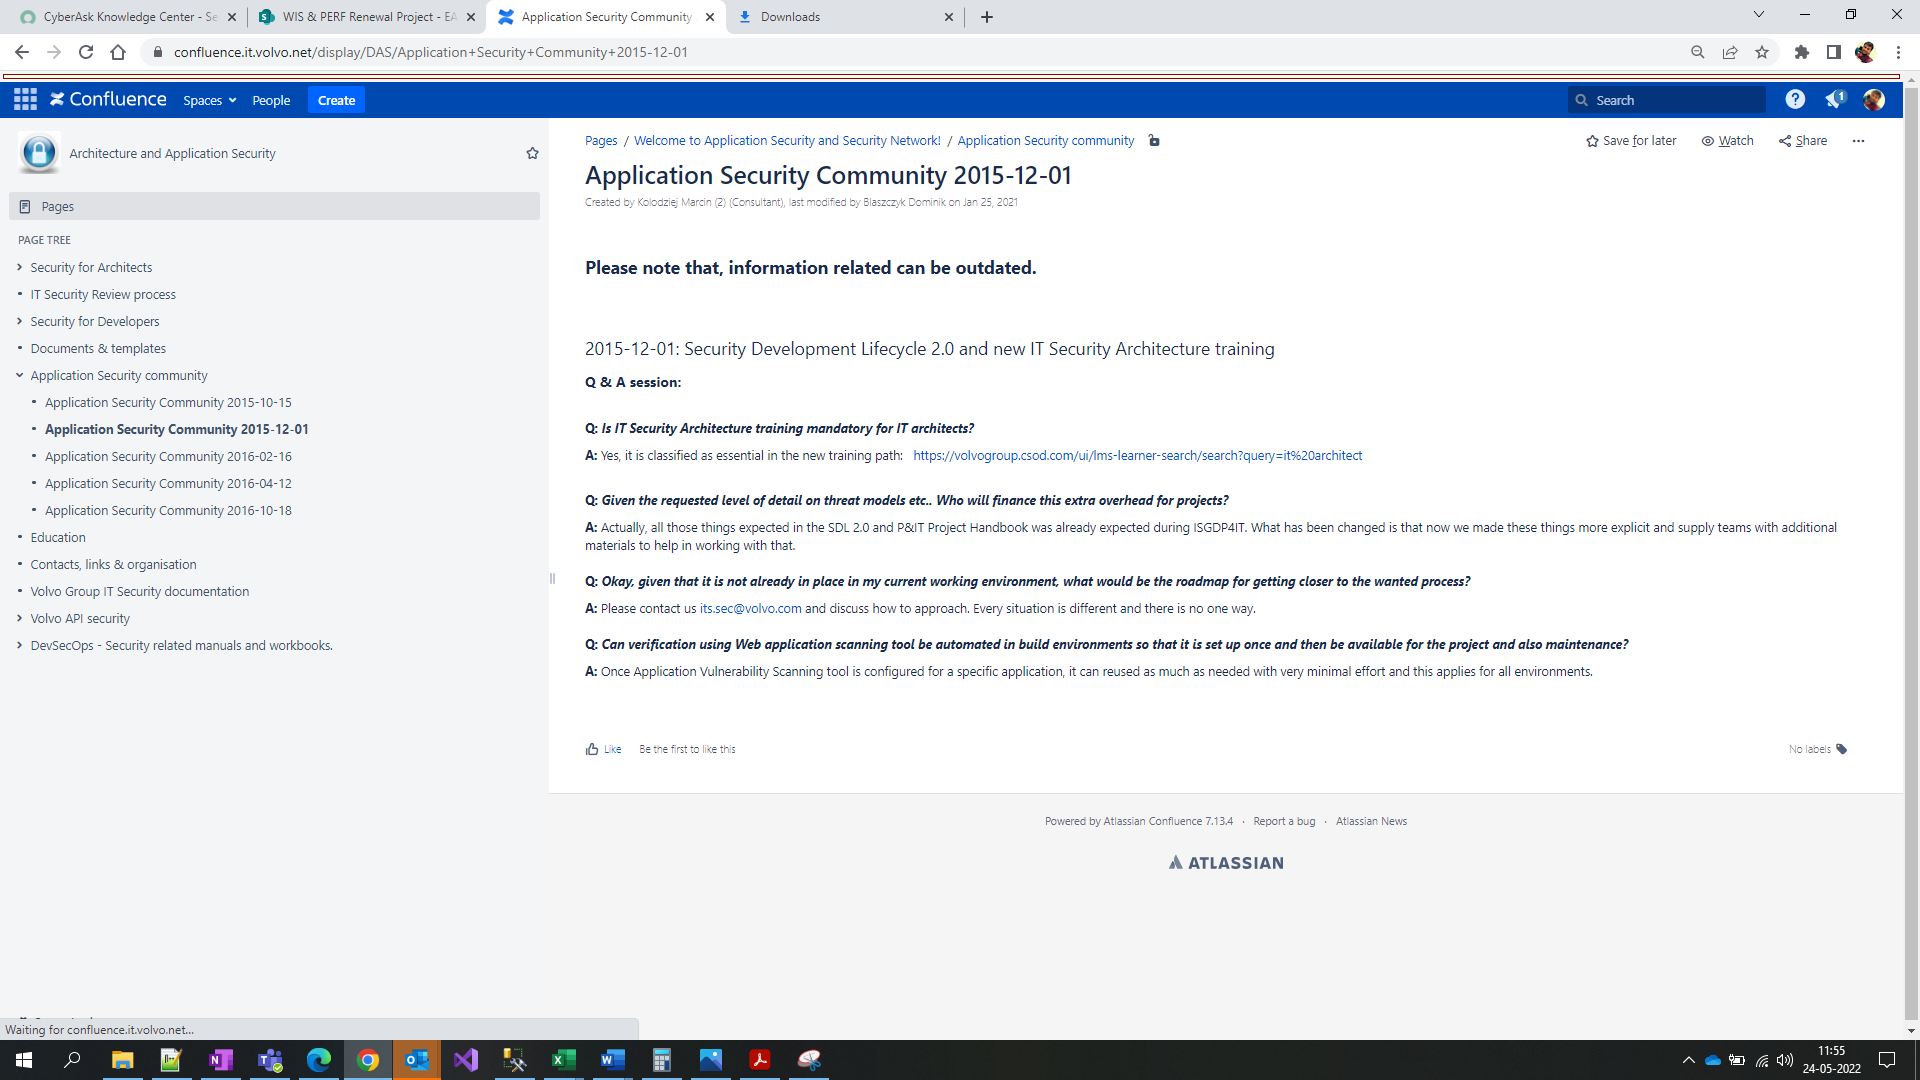 CyberAsk Knowledge Center - Se
WIS & PERF Renewal Project - EA
Application Security Community
Downloads
confluence.it.volvo.net/display/DAS/Application+Security+Community+2015-12-01
Confluence
Spaces
People
Create
Search
1
Architecture and Application Security
Pages
PAGE TREE
Security for Architects
IT Security Review process
Security for Developers
Documents & templates
Application Security community
Application Security Community 2015-10-15
Application Security Community 2015-12-01
Application Security Community 2016-02-16
Application Security Community 2016-04-12
Application Security Community 2016-10-18
Education
Contacts, links & organisation
Volvo Group IT Security documentation
Volvo API security
DevSecOps - Security related manuals and workbooks.
Pages / Welcome to Application Security and Security Network! / Application Security community
Save for later
Watch
Share
Application Security Community 2015-12-01
Created by Kolodziej Marcin (2) (Consultant), last modified by Blaszczyk Dominik on Jan 25, 2021
Please note that, information related can be outdated.
2015-12-01: Security Development Lifecycle 2.0 and new IT Security Architecture training
Q & A session:
Q: Is IT Security Architecture training mandatory for IT architects?
A: Yes, it is classified as essential in the new training path: https://volvogroup.csod.com/ui/lms-learner-search/search?query=it%20architect
Q: Given the requested level of detail on threat models etc.. Who will finance this extra overhead for projects?
A: Actually, all those things expected in the SDL 2.0 and P&IT Project Handbook was already expected during ISGDP4IT. What has been changed is that now we made these things more explicit and supply teams with additional
materials to help in working with that.
Q: Okay, given that it is not already in place in my current working environment, what would be the roadmap for getting closer to the wanted process?
A: Please contact us its.sec@volvo.com and discuss how to approach. Every situation is different and there is no one way.
Q: Can verification using Web application scanning tool be automated in build environments so that it is set up once and then be available for the project and also maintenance?
A: Once Application Vulnerability Scanning tool is configured for a specific application, it can reused as much as needed with very minimal effort and this applies for all environments.
Like
Be the first to like this
No labels
Powered by Atlassian Confluence 7.13.4 · Report a bug · Atlassian News
ATLASSIAN
Waiting for confluence.it.volvo.net...
11:55
24-05-2022